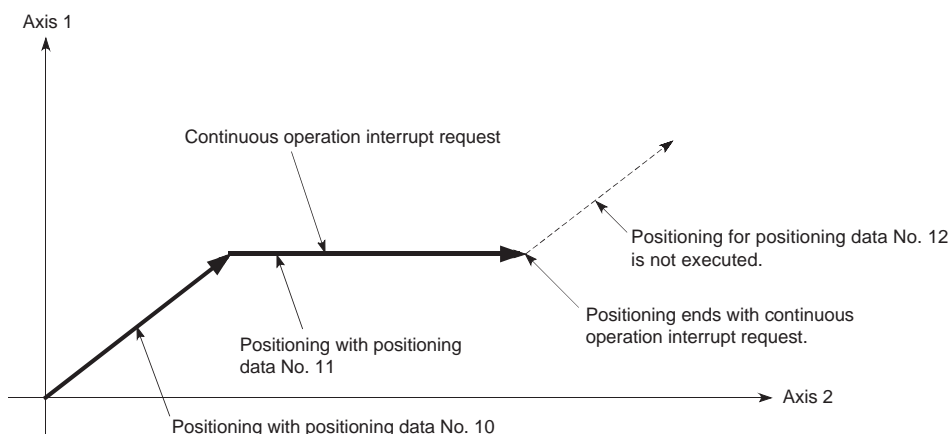 Axis 1
Continuous operation interrupt request
Positioning for positioning data No. 12
is not executed.
Positioning ends with continuous
operation interrupt request.
Positioning with positioning
data No. 11
Axis 2
Positioning with positioning data No. 10